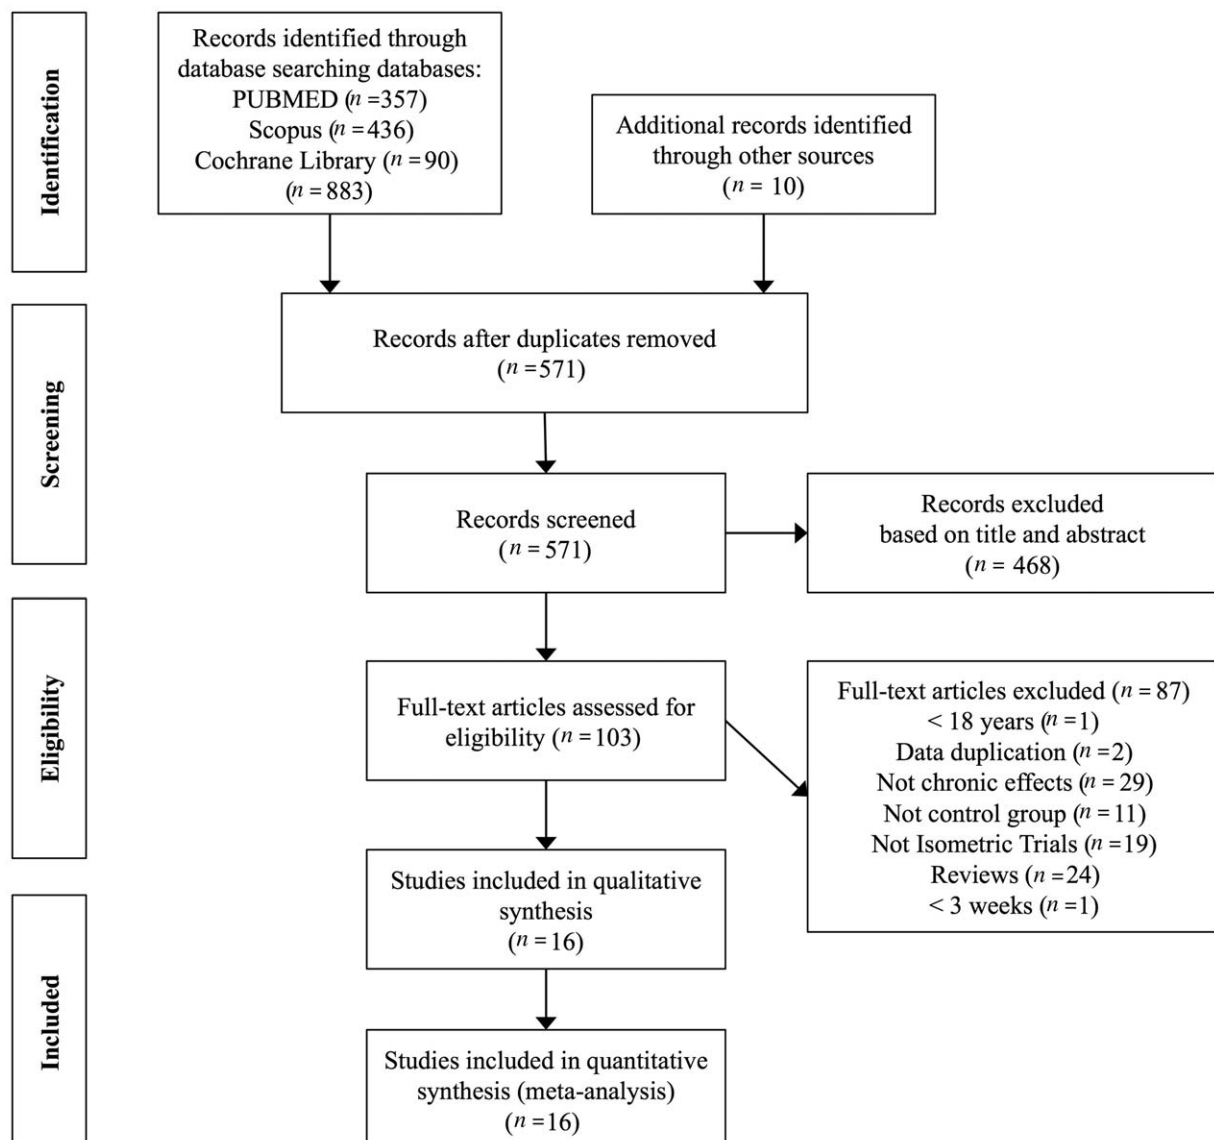 Identification
Records identified through
database searching databases:
PUBMED (n =357)
Scopus (n = 436)
Cochrane Library (n = 90)
(n = 883)
Additional records identified
through other sources
(n = 10)
Screening
Records after duplicates removed
(n = 571)
Records screened
(n = 571)
Records excluded
based on title and abstract
(n = 468)
Eligibility
Full-text articles assessed for
eligibility (n = 103)
Full-text articles excluded (n = 87)
< 18 years (n =1)
Data duplication (n =2)
Not chronic effects (n = 29)
Not control group (n = 11)
Not Isometric Trials (n =19)
Reviews (n = 24)
< 3 weeks (n =1)
Included
Studies included in qualitative
synthesis
(n = 16)
Studies included in quantitative
synthesis (meta-analysis)
(n =16)